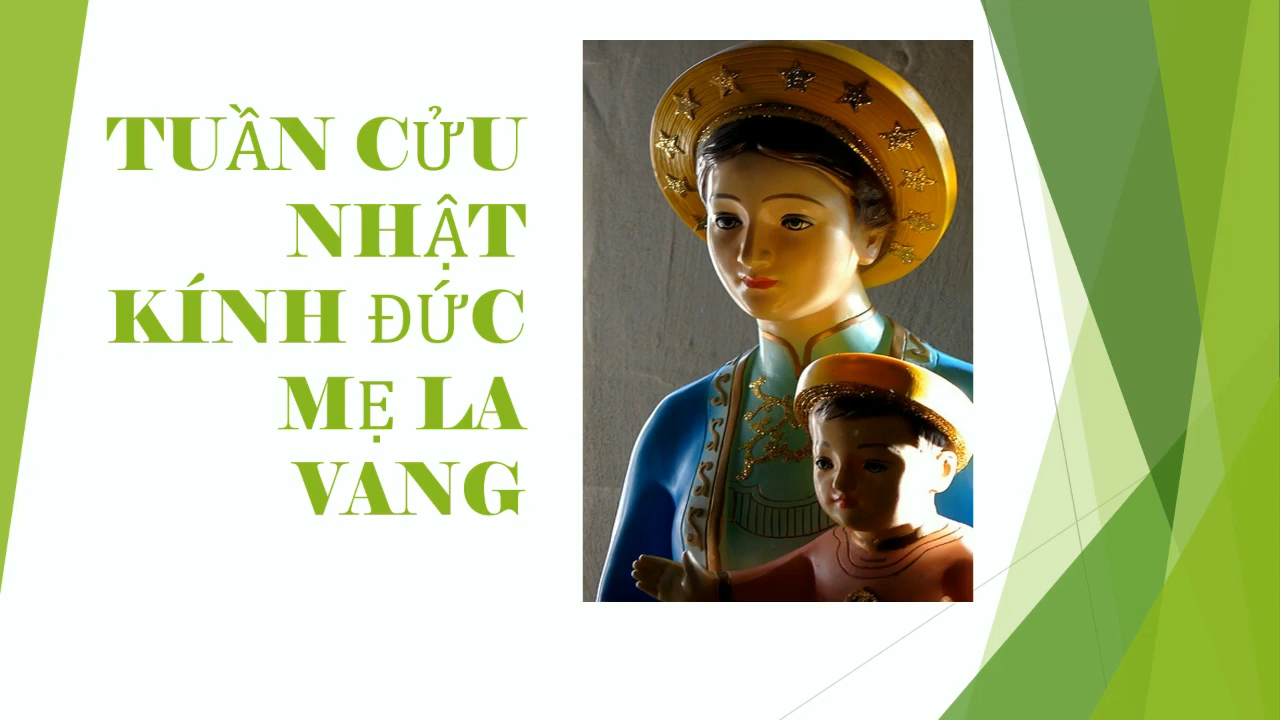 TUẦN CỬU
NHẬT
KÍNH ĐỨC
MẸ LA
VANG